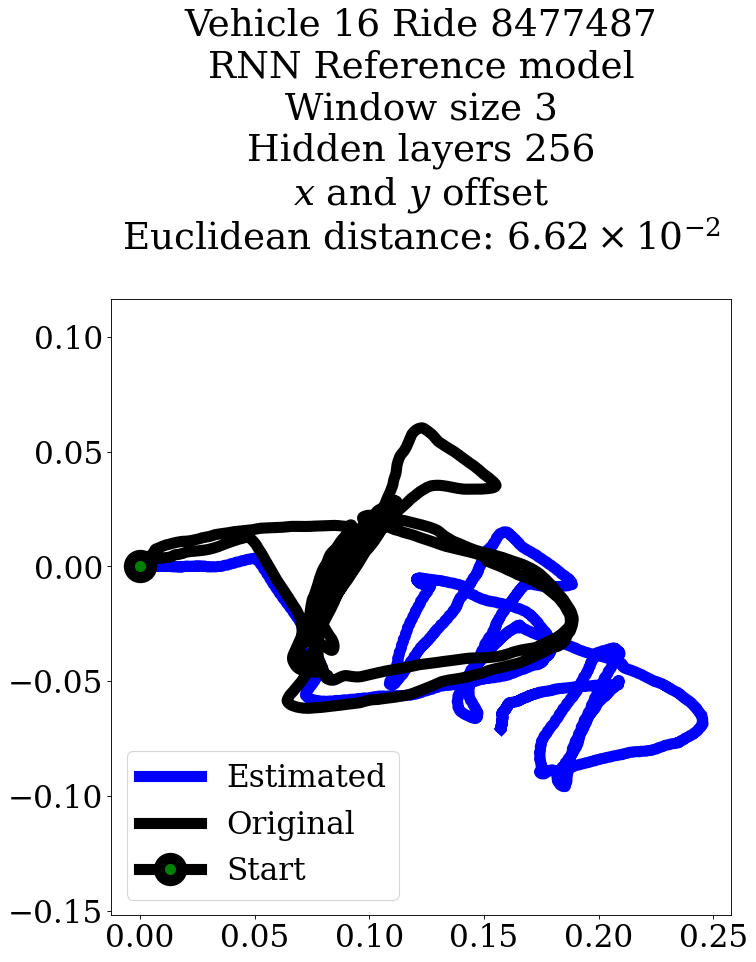 Vehicle 16 Ride 8477487
RNN Reference model
Window size 3
Hidden layers 256
x and y offset
Euclidean distance: 6.62 × 10⁻²
0.10
0.05
0.00
−0.05
−0.10
−0.15
Estimated
Original
Start
0.00 0.05 0.10 0.15 0.20 0.25